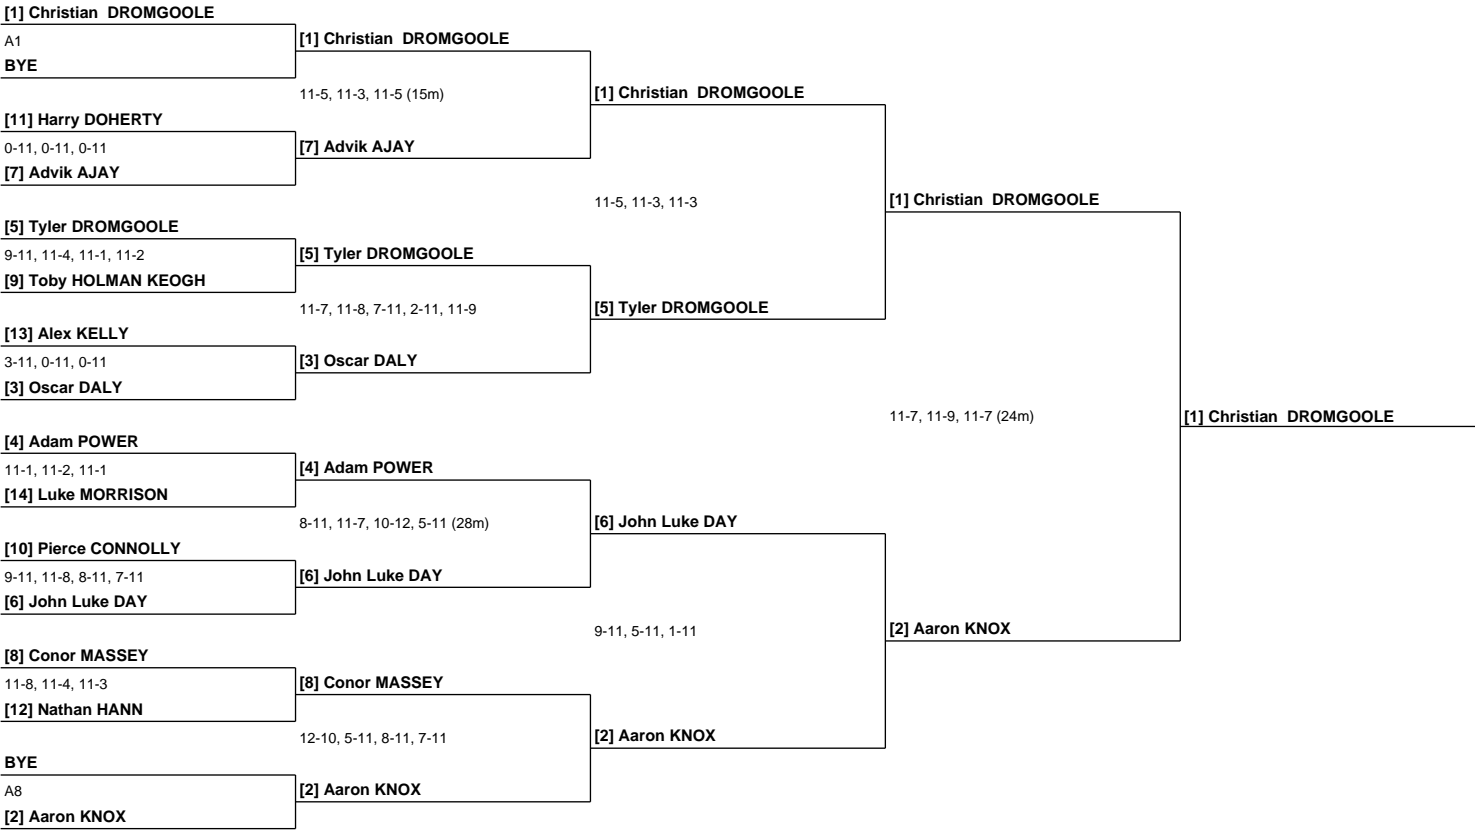 [1] Christian  DROMGOOLE
A1
BYE
[11] Harry DOHERTY
0-11, 0-11, 0-11
[7] Advik AJAY
[5] Tyler DROMGOOLE
9-11, 11-4, 11-1, 11-2
[9] Toby HOLMAN KEOGH
[13] Alex KELLY
3-11, 0-11, 0-11
[3] Oscar DALY
[4] Adam POWER
11-1, 11-2, 11-1
[14] Luke MORRISON
[10] Pierce CONNOLLY
9-11, 11-8, 8-11, 7-11
[6] John Luke DAY
[8] Conor MASSEY
11-8, 11-4, 11-3
[12] Nathan HANN
BYE
A8
[2] Aaron KNOX
[1] Christian  DROMGOOLE
11-5, 11-3, 11-5 (15m)
[7] Advik AJAY
[5] Tyler DROMGOOLE
11-7, 11-8, 7-11, 2-11, 11-9
[3] Oscar DALY
[4] Adam POWER
8-11, 11-7, 10-12, 5-11 (28m)
[6] John Luke DAY
[8] Conor MASSEY
12-10, 5-11, 8-11, 7-11
[2] Aaron KNOX
[1] Christian  DROMGOOLE
11-5, 11-3, 11-3
[5] Tyler DROMGOOLE
[6] John Luke DAY
9-11, 5-11, 1-11
[2] Aaron KNOX
[1] Christian  DROMGOOLE
11-7, 11-9, 11-7 (24m)
[2] Aaron KNOX
[1] Christian  DROMGOOLE